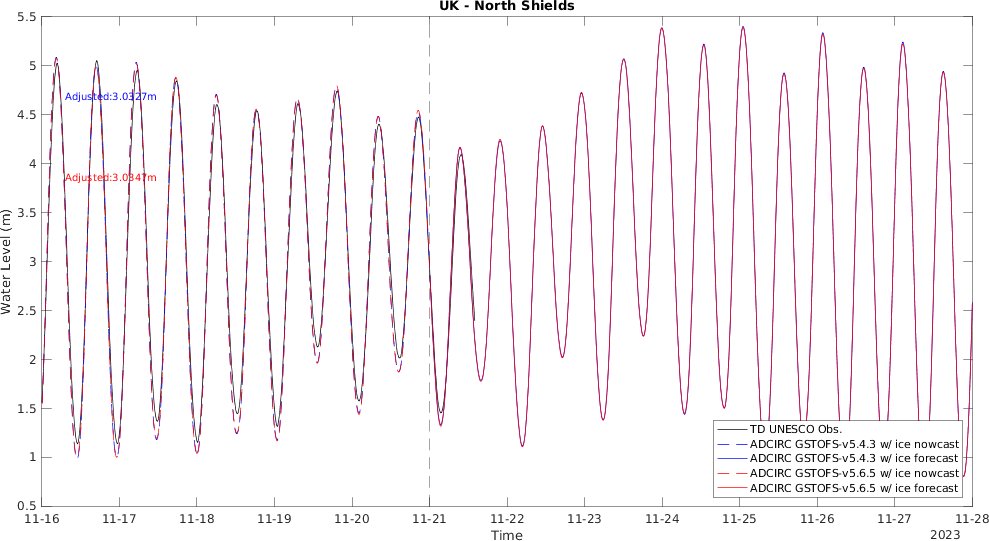 UK - North Shields
5.5
5
4.5
4
3.5
3
2.5
2
1.5
1
0.5
Water Level (m)
Adjusted:3.0327m
Adjusted:3.0347m
TD UNESCO Obs.
ADCIRC GSTOFS-v5.4.3 w/ ice nowcast
ADCIRC GSTOFS-v5.4.3 w/ ice forecast
ADCIRC GSTOFS-v5.6.5 w/ ice nowcast
ADCIRC GSTOFS-v5.6.5 w/ ice forecast
11-16 11-17 11-18 11-19 11-20 11-21 11-22 11-23 11-24 11-25 11-26 11-27 11-28
Time
2023